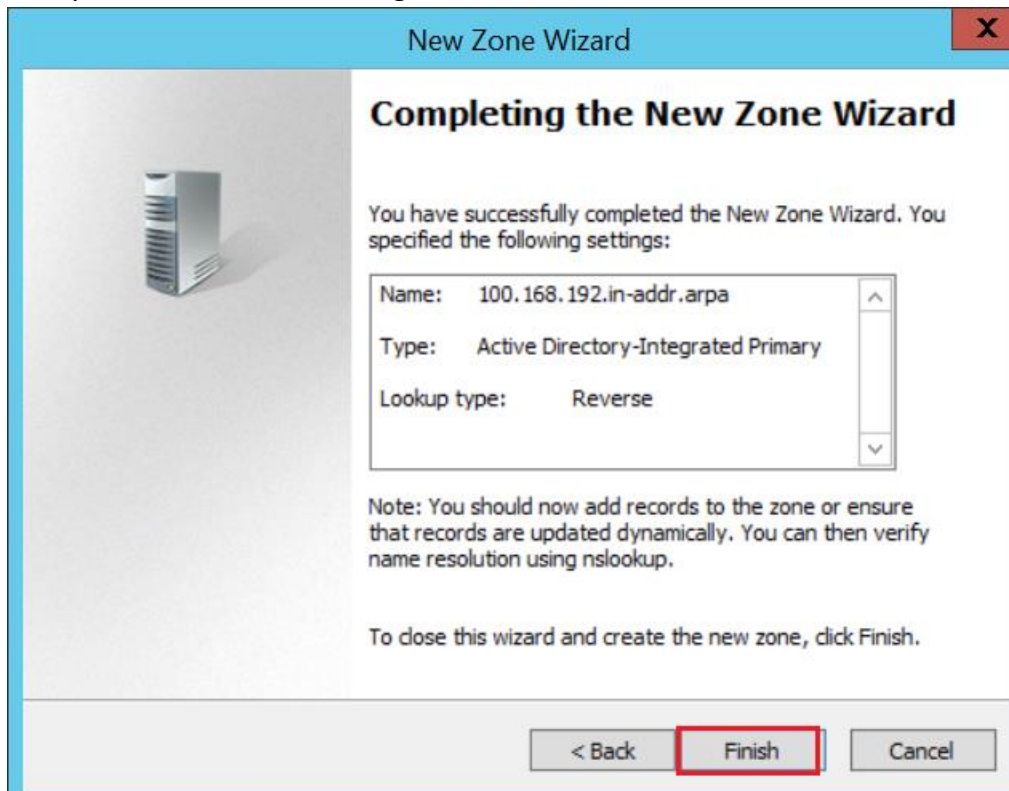 New Zone Wizard
X
Completing the New Zone Wizard
You have successfully completed the New Zone Wizard. You
specified the following settings:
Name: 100.168.192.in-addr.arpa
Type: Active Directory-Integrated Primary
Lookup type: Reverse
Note: You should now add records to the zone or ensure
that records are updated dynamically. You can then verify
name resolution using nslookup.
To close this wizard and create the new zone, click Finish.
< Back Finish Cancel